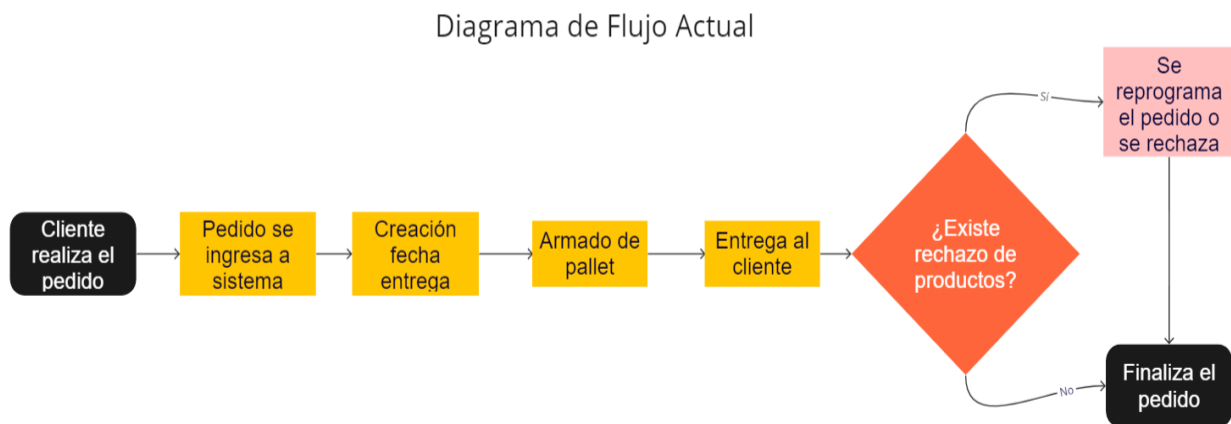 Diagrama de Flujo Actual
Cliente
realiza el
pedido
Pedido se
ingresa a
sistema
Creación
fecha
entrega
Armado de
pallet
Entrega al
cliente
¿Existe
rechazo de
productos?
Sí
Se
reprograma
el pedido o
se rechaza
No
Finaliza el
pedido